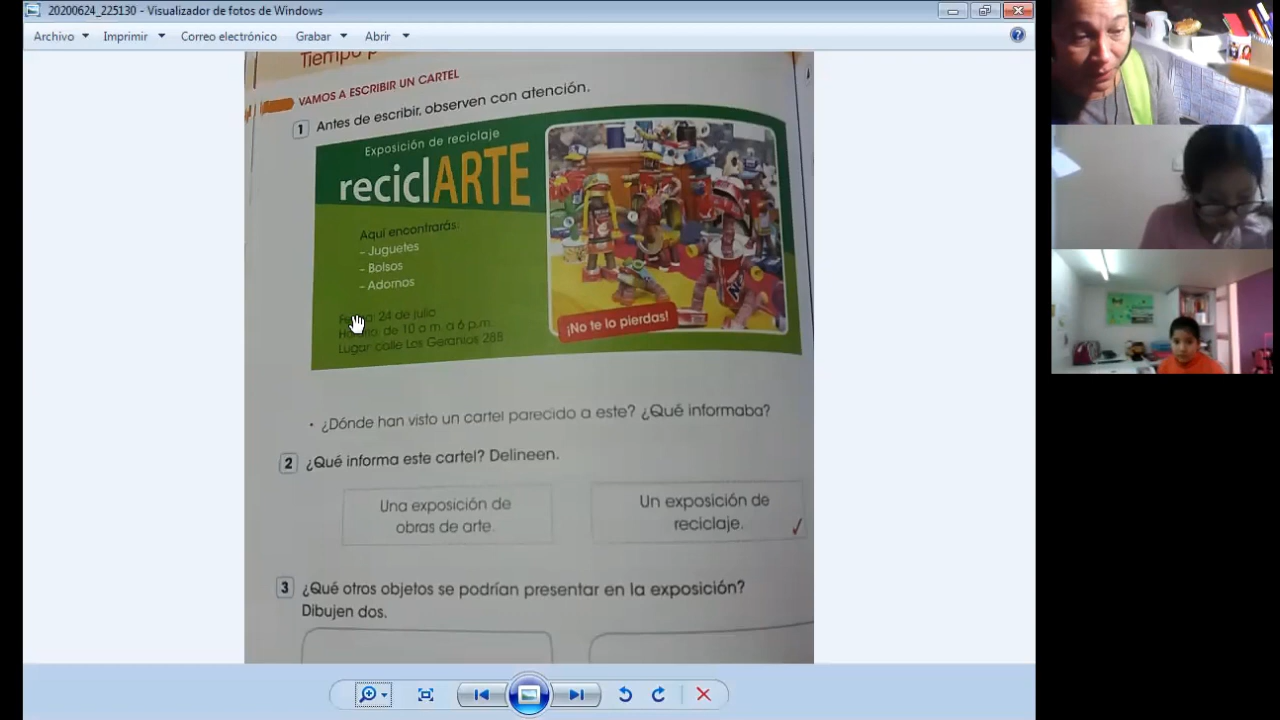 20200624_225130 - Visualizador de fotos de Windows
Archivo Imprimir Correo electrónico Grabar Abrir
Tiempo
VAMOS A ESCRIBIR UN CARTEL
1 Antes de escribir, observen con atención.
Exposición de reciclaje
reciclARTE
Aquí encontrarás:
- Juguetes
- Bolsos
- Adornos
24 de julio
de 10 a.m. a 6 p.m.
Lugar: calle Los Geranios 288
¡No te lo pierdas!
• ¿Dónde han visto un cartel parecido a este? ¿Qué informaba?
2 ¿Qué informa este cartel? Delineen.
Una exposición de
obras de arte.
Un exposición de
reciclaje.
3 ¿Qué otros objetos se podrían presentar en la exposición?
Dibujen dos.